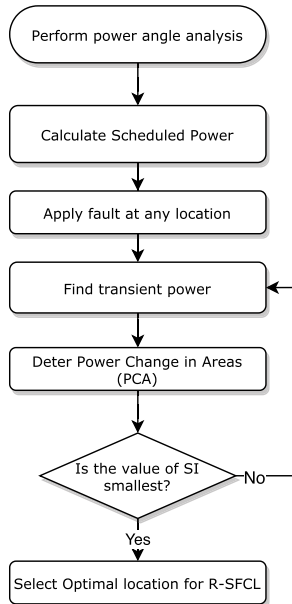 Perform power angle analysis
Calculate Scheduled Power
Apply fault at any location
Find transient power
Deter Power Change in Areas
(PCA)
Is the value of SI
smallest?
No
Yes
Select Optimal location for R-SFCL